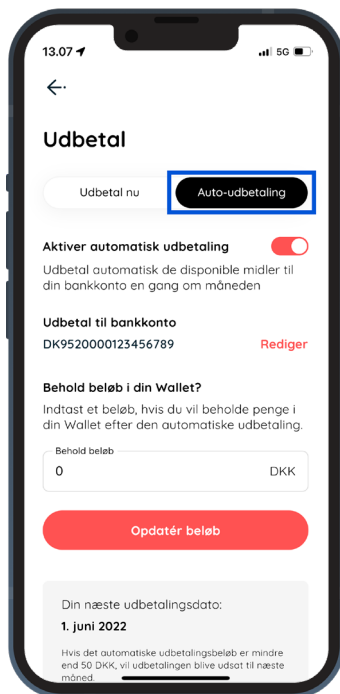 13.07
5G
Udbetal
Udbetal nu
Auto-udbetaling
Aktiver automatisk udbetaling
Udbetal automatisk de disponible midler til
din bankkonto en gang om måneden
Udbetal til bankkonto
DK9520000123456789
Rediger
Behold beløb i din Wallet?
Indtast et beløb, hvis du vil beholde penge i
din Wallet efter den automatiske udbetaling.
Behold beløb
0
DKK
Opdatér beløb
Din næste udbetalingsdato:
1. juni 2022
Hvis det automatiske udbetalingsbeløb er mindre
end 50 DKK, vil udbetalingen blive udsat til næste
måned.